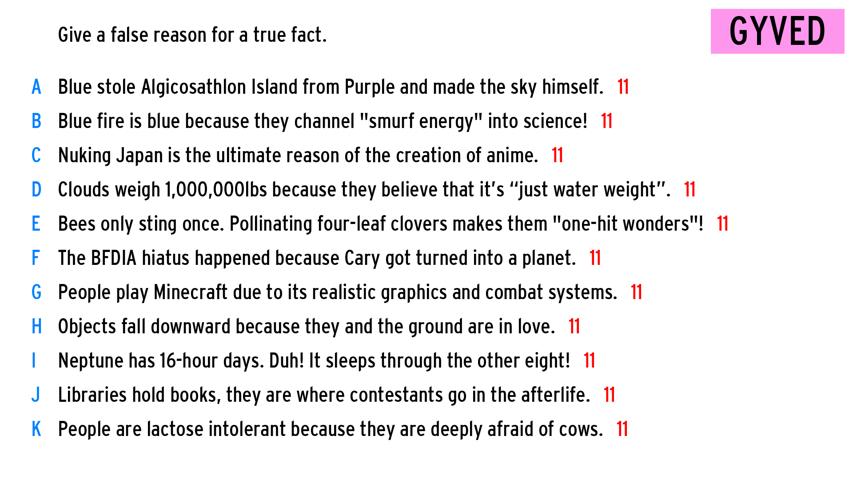 Give a false reason for a true fact.
GYVED
A Blue stole Algicosathlon Island from Purple and made the sky himself. 11
B Blue fire is blue because they channel "smurf energy" into science! 11
C Nuking Japan is the ultimate reason of the creation of anime. 11
D Clouds weigh 1,000,000lbs because they believe that it’s “just water weight”. 11
E Bees only sting once. Pollinating four-leaf clovers makes them "one-hit wonders"! 11
F The BFDIA hiatus happened because Cary got turned into a planet. 11
G People play Minecraft due to its realistic graphics and combat systems. 11
H Objects fall downward because they and the ground are in love. 11
I Neptune has 16-hour days. Duh! It sleeps through the other eight! 11
J Libraries hold books, they are where contestants go in the afterlife. 11
K People are lactose intolerant because they are deeply afraid of cows. 11